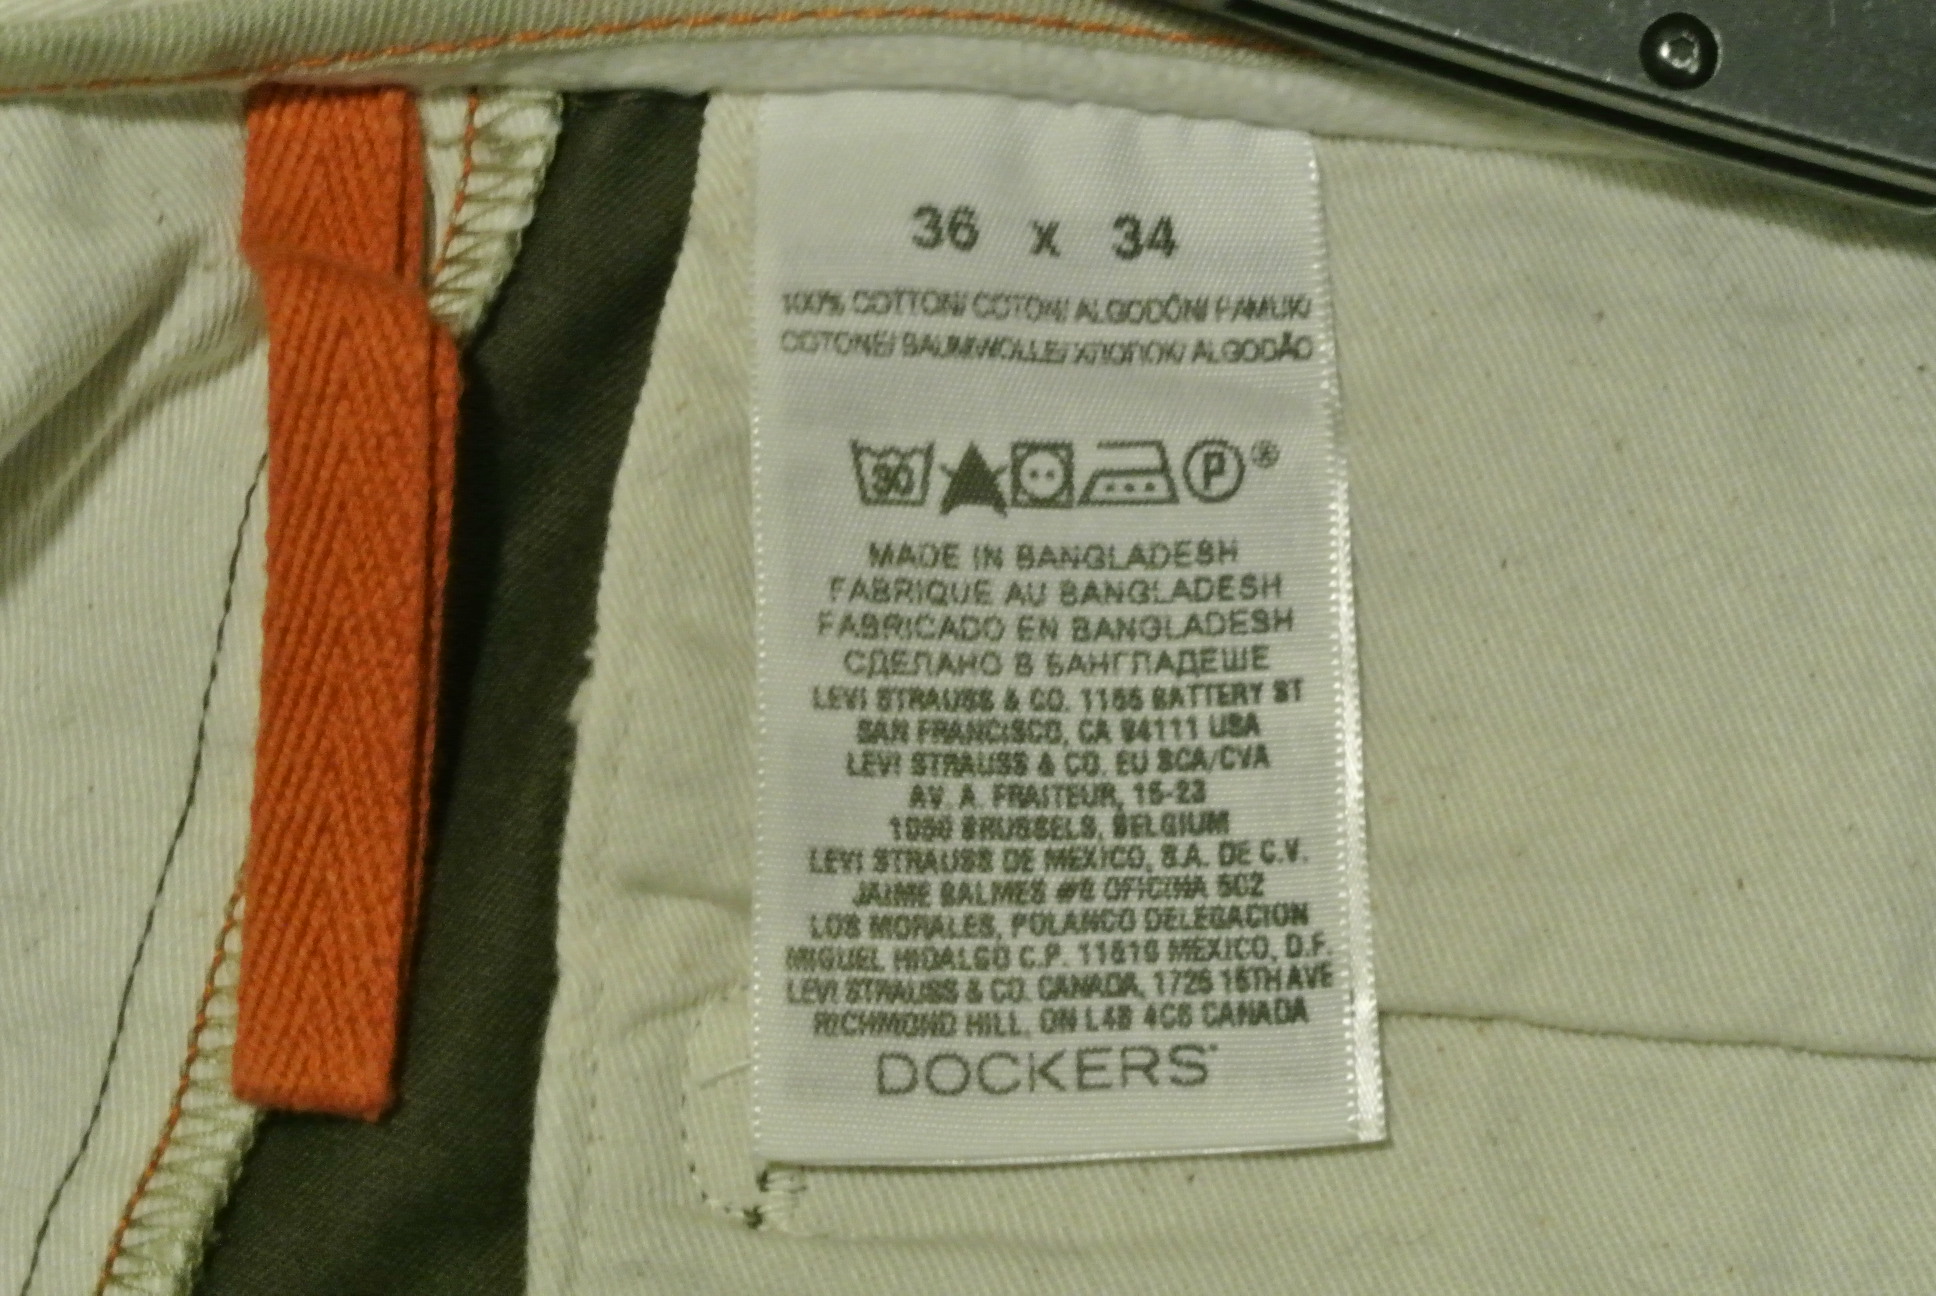 36 x 34
100% COTTON/ COTON/ ALGODÓN/ PAMUK/
COTONE/ BAUMWOLLE/ ХЛОПОК/ ALGODÃO
30
P ®
MADE IN BANGLADESH
FABRIQUE AU BANGLADESH
FABRICADO EN BANGLADESH
СДЕЛАНО В БАНГЛАДЕШЕ
LEVI STRAUSS & CO. 1155 BATTERY ST
SAN FRANCISCO, CA 94111 USA
LEVI STRAUSS & CO. EU SCA/CVA
AV. A. FRAITEUR, 15-23
1050 BRUSSELS, BELGIUM
LEVI STRAUSS DE MEXICO, S.A. DE C.V.
JAIME BALMES #8 OFICINA 502
LOS MORALES, POLANCO DELEGACION
MIGUEL HIDALGO C.P. 11510 MEXICO, D.F.
LEVI STRAUSS & CO. CANADA, 1725 16TH AVE
RICHMOND HILL, ON L4B 4C6 CANADA
DOCKERS